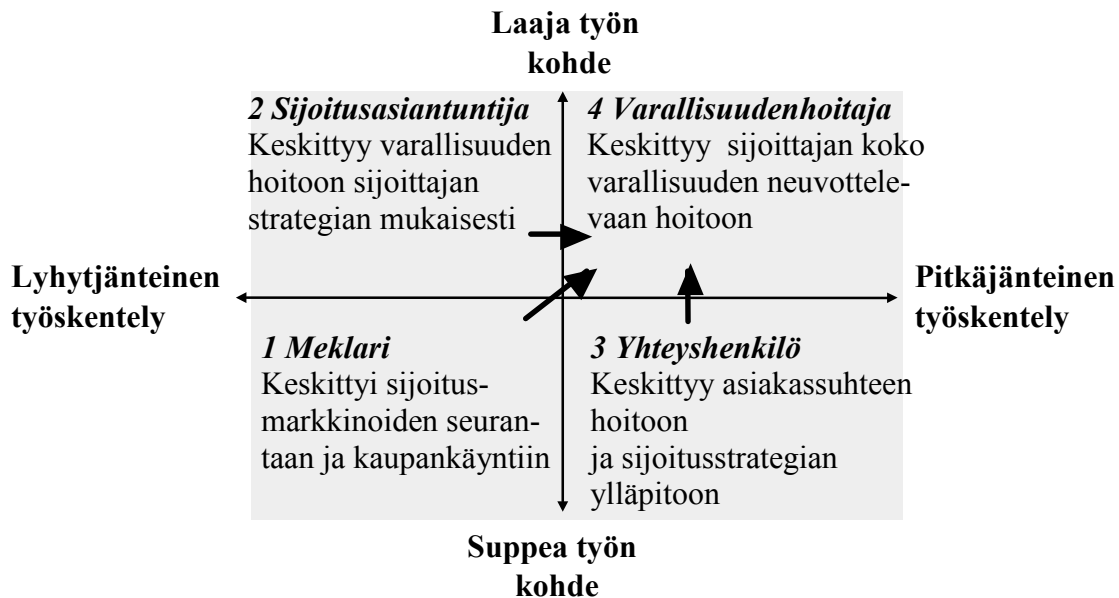 Laaja työn
kohde
2 Sijoitusasiantuntija
Keskittyy varallisuuden
hoitoon sijoittajan
strategian mukaisesti
4 Varallisuudenhoitaja
Keskittyy sijoittajan koko
varallisuuden neuvottele-
vaan hoitoon
Lyhytjänteinen
työskentely
Pitkäjänteinen
työskentely
1 Meklari
Keskittyi sijoitus-
markkinoiden seuran-
taan ja kaupankäyntiin
3 Yhteyshenkilö
Keskittyy asiakassuhteen
hoitoon
ja sijoitusstrategian
ylläpitoon
Suppea työn
kohde